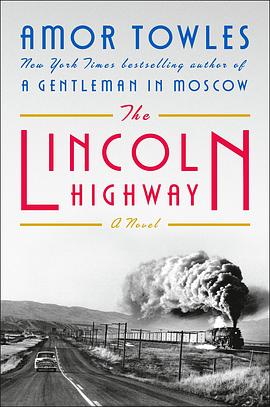 AMOR TOWLES
New York Times bestselling author of
A GENTLEMAN IN MOSCOW
The
LINCOLN
HIGHWAY
A Novel